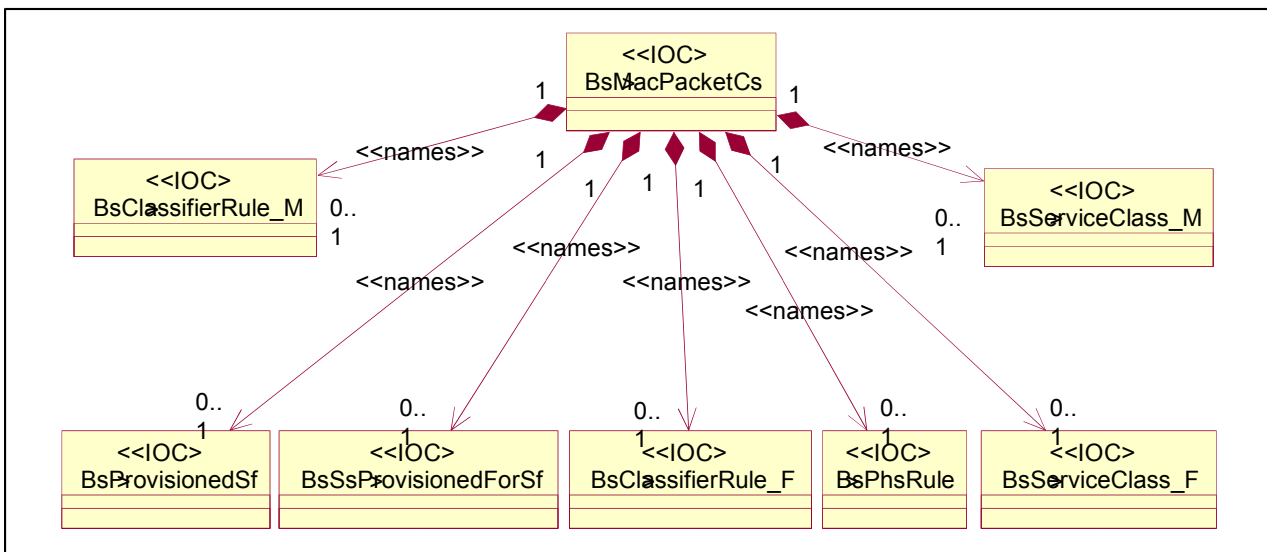 <<IOC>>
BsMacPacketCs
1
1
<<names>>
<<names>>
<<IOC>>
BsClassifierRule_M
0..
1
1
1
1
1
1
<<IOC>>
BsServiceClass_M
0..
1
<<names>>
<<names>>
<<names>>
<<names>>
<<names>>
0..
1
0..
1
0..
1
0..
1
0..
1
<<IOC>>
BsProvisionedSf
<<IOC>>
BsSsProvisionedForSf
<<IOC>>
BsClassifierRule_F
<<IOC>>
BsPhsRule
<<IOC>>
BsServiceClass_F